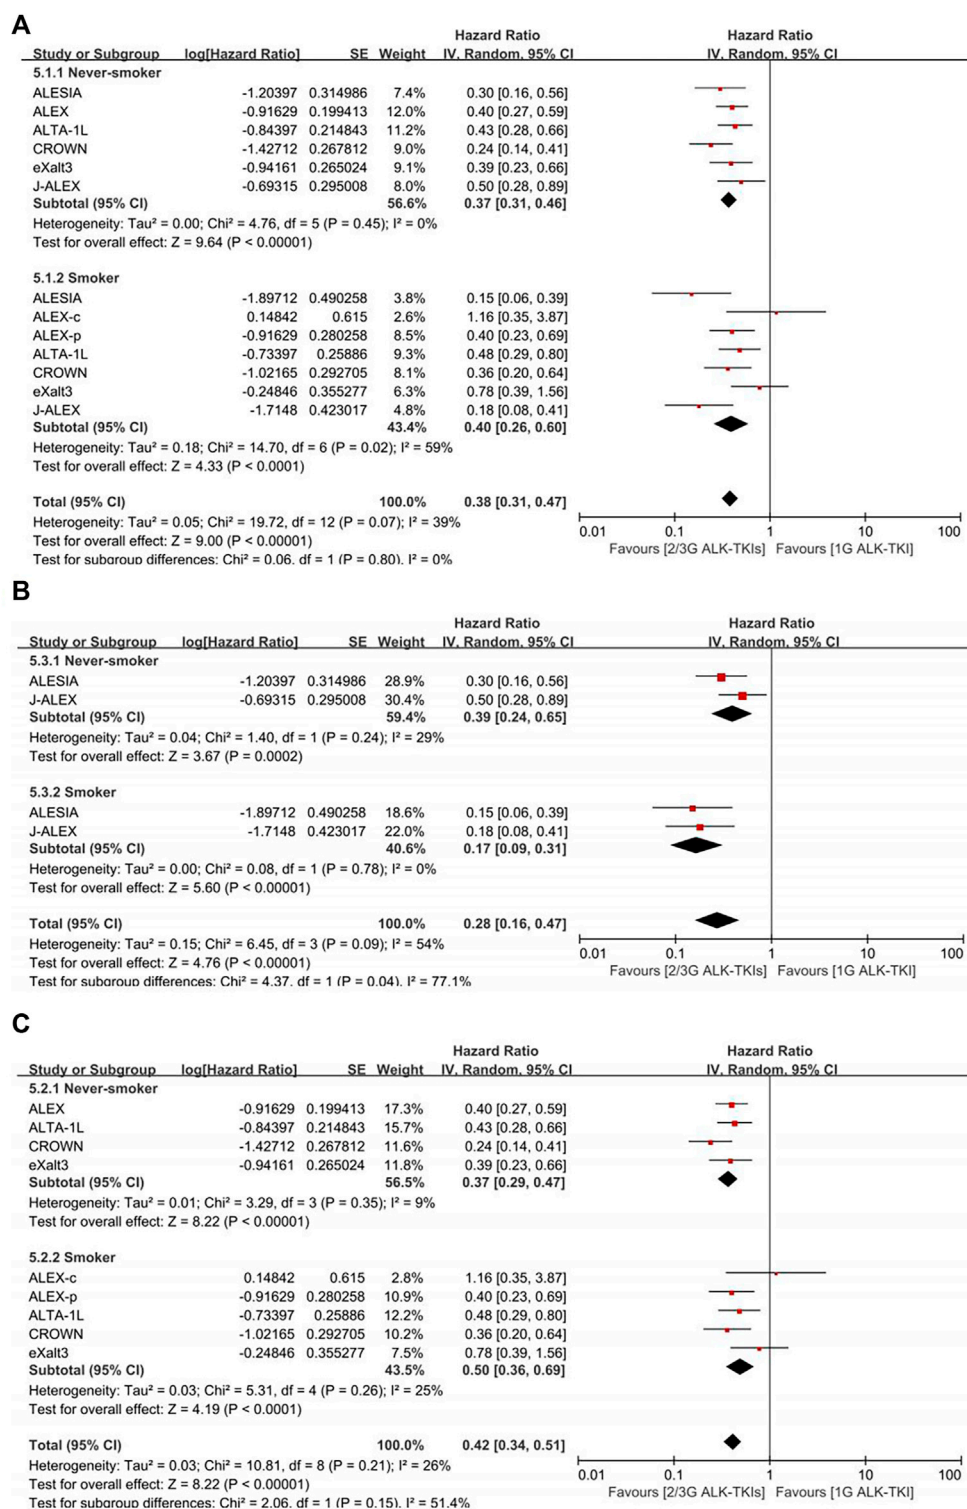 A
Hazard Ratio Hazard Ratio
Study or Subgroup log[Hazard Ratio] SE Weight IV, Random, 95% CI IV, Random, 95% CI
5.1.1 Never-smoker
ALESIA -1.20397 0.314986 7.4% 0.30 [0.16, 0.56]
ALEX -0.91629 0.199413 12.0% 0.40 [0.27, 0.59]
ALTA-1L -0.84397 0.214843 11.2% 0.43 [0.28, 0.66]
CROWN -1.42712 0.267812 9.0% 0.24 [0.14, 0.41]
eXalt3 -0.94161 0.265024 9.1% 0.39 [0.23, 0.66]
J-ALEX -0.69315 0.295008 8.0% 0.50 [0.28, 0.89]
Subtotal (95% CI) 56.6% 0.37 [0.31, 0.46]
Heterogeneity: Tau² = 0.00; Chi² = 4.76, df = 5 (P = 0.45); I² = 0%
Test for overall effect: Z = 9.64 (P < 0.00001)
5.1.2 Smoker
ALESIA -1.89712 0.490258 3.8% 0.15 [0.06, 0.39]
ALEX-c 0.14842 0.615 2.6% 1.16 [0.35, 3.87]
ALEX-p -0.91629 0.280258 8.5% 0.40 [0.23, 0.69]
ALTA-1L -0.73397 0.25886 9.3% 0.48 [0.29, 0.80]
CROWN -1.02165 0.292705 8.1% 0.36 [0.20, 0.64]
eXalt3 -0.24846 0.355277 6.3% 0.78 [0.39, 1.56]
J-ALEX -1.7148 0.423017 4.8% 0.18 [0.08, 0.41]
Subtotal (95% CI) 43.4% 0.40 [0.26, 0.60]
Heterogeneity: Tau² = 0.18; Chi² = 14.70, df = 6 (P = 0.02); I² = 59%
Test for overall effect: Z = 4.33 (P < 0.0001)
Total (95% CI) 100.0% 0.38 [0.31, 0.47]
Heterogeneity: Tau² = 0.05; Chi² = 19.72, df = 12 (P = 0.07); I² = 39%
Test for overall effect: Z = 9.00 (P < 0.00001)
Test for subgroup differences: Chi² = 0.06, df = 1 (P = 0.80), I² = 0%
0.01 0.1 1 10 100
Favours [2/3G ALK-TKIs] Favours [1G ALK-TKI]
B
Hazard Ratio Hazard Ratio
Study or Subgroup log[Hazard Ratio] SE Weight IV, Random, 95% CI IV, Random, 95% CI
5.3.1 Never-smoker
ALESIA -1.20397 0.314986 28.9% 0.30 [0.16, 0.56]
J-ALEX -0.69315 0.295008 30.4% 0.50 [0.28, 0.89]
Subtotal (95% CI) 59.4% 0.39 [0.24, 0.65]
Heterogeneity: Tau² = 0.04; Chi² = 1.40, df = 1 (P = 0.24); I² = 29%
Test for overall effect: Z = 3.67 (P = 0.0002)
5.3.2 Smoker
ALESIA -1.89712 0.490258 18.6% 0.15 [0.06, 0.39]
J-ALEX -1.7148 0.423017 22.0% 0.18 [0.08, 0.41]
Subtotal (95% CI) 40.6% 0.17 [0.09, 0.31]
Heterogeneity: Tau² = 0.00; Chi² = 0.08, df = 1 (P = 0.78); I² = 0%
Test for overall effect: Z = 5.60 (P < 0.00001)
Total (95% CI) 100.0% 0.28 [0.16, 0.47]
Heterogeneity: Tau² = 0.15; Chi² = 6.45, df = 3 (P = 0.09); I² = 54%
Test for overall effect: Z = 4.76 (P < 0.00001)
Test for subgroup differences: Chi² = 4.37, df = 1 (P = 0.04), I² = 77.1%
0.01 0.1 1 10 100
Favours [2/3G ALK-TKIs] Favours [1G ALK-TKI]
C
Hazard Ratio Hazard Ratio
Study or Subgroup log[Hazard Ratio] SE Weight IV, Random, 95% CI IV, Random, 95% CI
5.2.1 Never-smoker
ALEX -0.91629 0.199413 17.3% 0.40 [0.27, 0.59]
ALTA-1L -0.84397 0.214843 15.7% 0.43 [0.28, 0.66]
CROWN -1.42712 0.267812 11.6% 0.24 [0.14, 0.41]
eXalt3 -0.94161 0.265024 11.8% 0.39 [0.23, 0.66]
Subtotal (95% CI) 56.5% 0.37 [0.29, 0.47]
Heterogeneity: Tau² = 0.01; Chi² = 3.29, df = 3 (P = 0.35); I² = 9%
Test for overall effect: Z = 8.22 (P < 0.00001)
5.2.2 Smoker
ALEX-c 0.14842 0.615 2.8% 1.16 [0.35, 3.87]
ALEX-p -0.91629 0.280258 10.9% 0.40 [0.23, 0.69]
ALTA-1L -0.73397 0.25886 12.2% 0.48 [0.29, 0.80]
CROWN -1.02165 0.292705 10.2% 0.36 [0.20, 0.64]
eXalt3 -0.24846 0.355277 7.5% 0.78 [0.39, 1.56]
Subtotal (95% CI) 43.5% 0.50 [0.36, 0.69]
Heterogeneity: Tau² = 0.03; Chi² = 5.31, df = 4 (P = 0.26); I² = 25%
Test for overall effect: Z = 4.19 (P < 0.0001)
Total (95% CI) 100.0% 0.42 [0.34, 0.51]
Heterogeneity: Tau² = 0.03; Chi² = 10.81, df = 8 (P = 0.21); I² = 26%
Test for overall effect: Z = 8.22 (P < 0.00001)
Test for subgroup differences: Chi² = 2.06, df = 1 (P = 0.15), I² = 51.4%
0.01 0.1 1 10 100
Favours [2/3G ALK-TKIs] Favours [1G ALK-TKI]